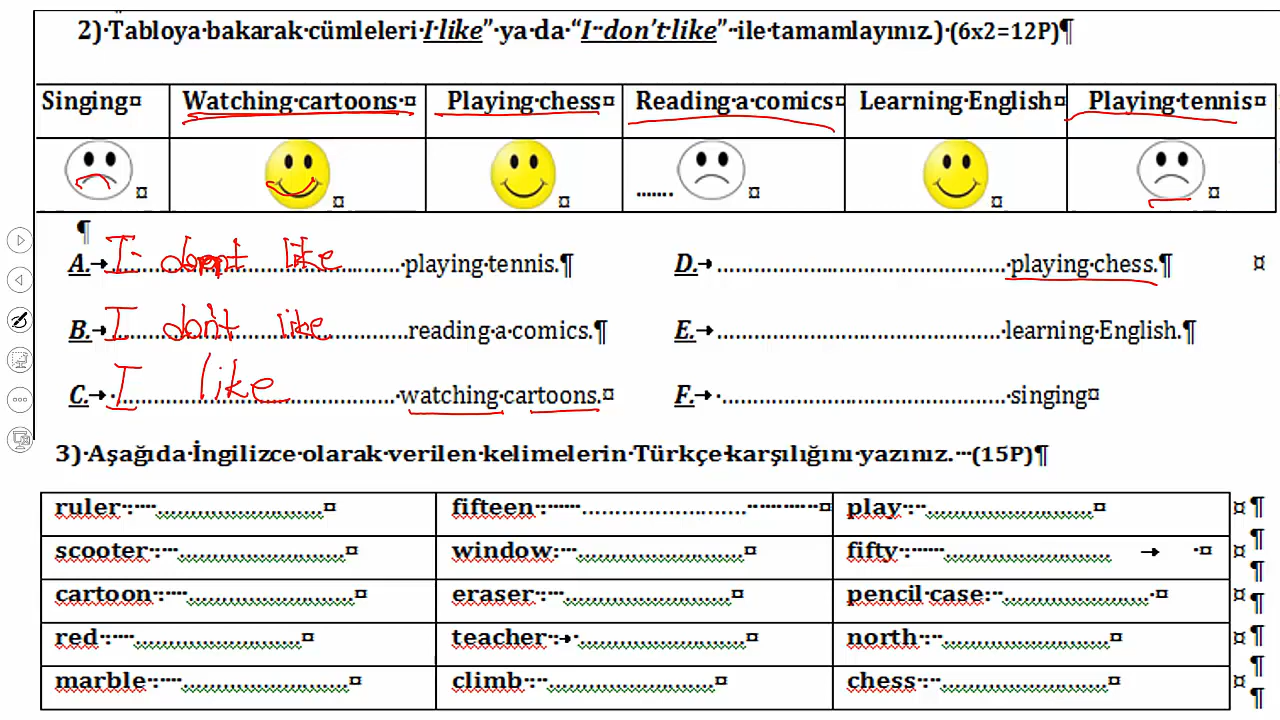 2) Tabloya bakarak cümleleri I like” ya da “I don’t like” ile tamamlayınız.) (6x2=12P)¶
Singing¤ Watching cartoons ¤ Playing chess¤ Reading a comics¤ Learning English¤ Playing tennis¤
¤ ¤ ¤ ....... ¤ ¤ ¤
¶
A.→ I don't like playing tennis.¶ D.→ ............................................... playing chess.¶ ¤
B.→ I don't like reading a comics.¶ E.→ ............................................... learning English.¶
C.→ I like watching cartoons.¤ F.→ ............................................... singing¤
3) Aşağıda İngilizce olarak verilen kelimelerin Türkçe karşılığını yazınız. (15P)¶
ruler : ........................¤ fifteen : ........................¤ play : ........................¤ ¤¶
scooter : ........................¤ window : ........................¤ fifty : ........................ → ¤ ¤¶
cartoon : ........................¤ eraser : ........................¤ pencil case: ........................ ¤ ¤¶
red : ........................¤ teacher :→ ........................¤ north : ........................¤ ¤¶
marble : ........................¤ climb : ........................¤ chess : ........................¤ ¤¶